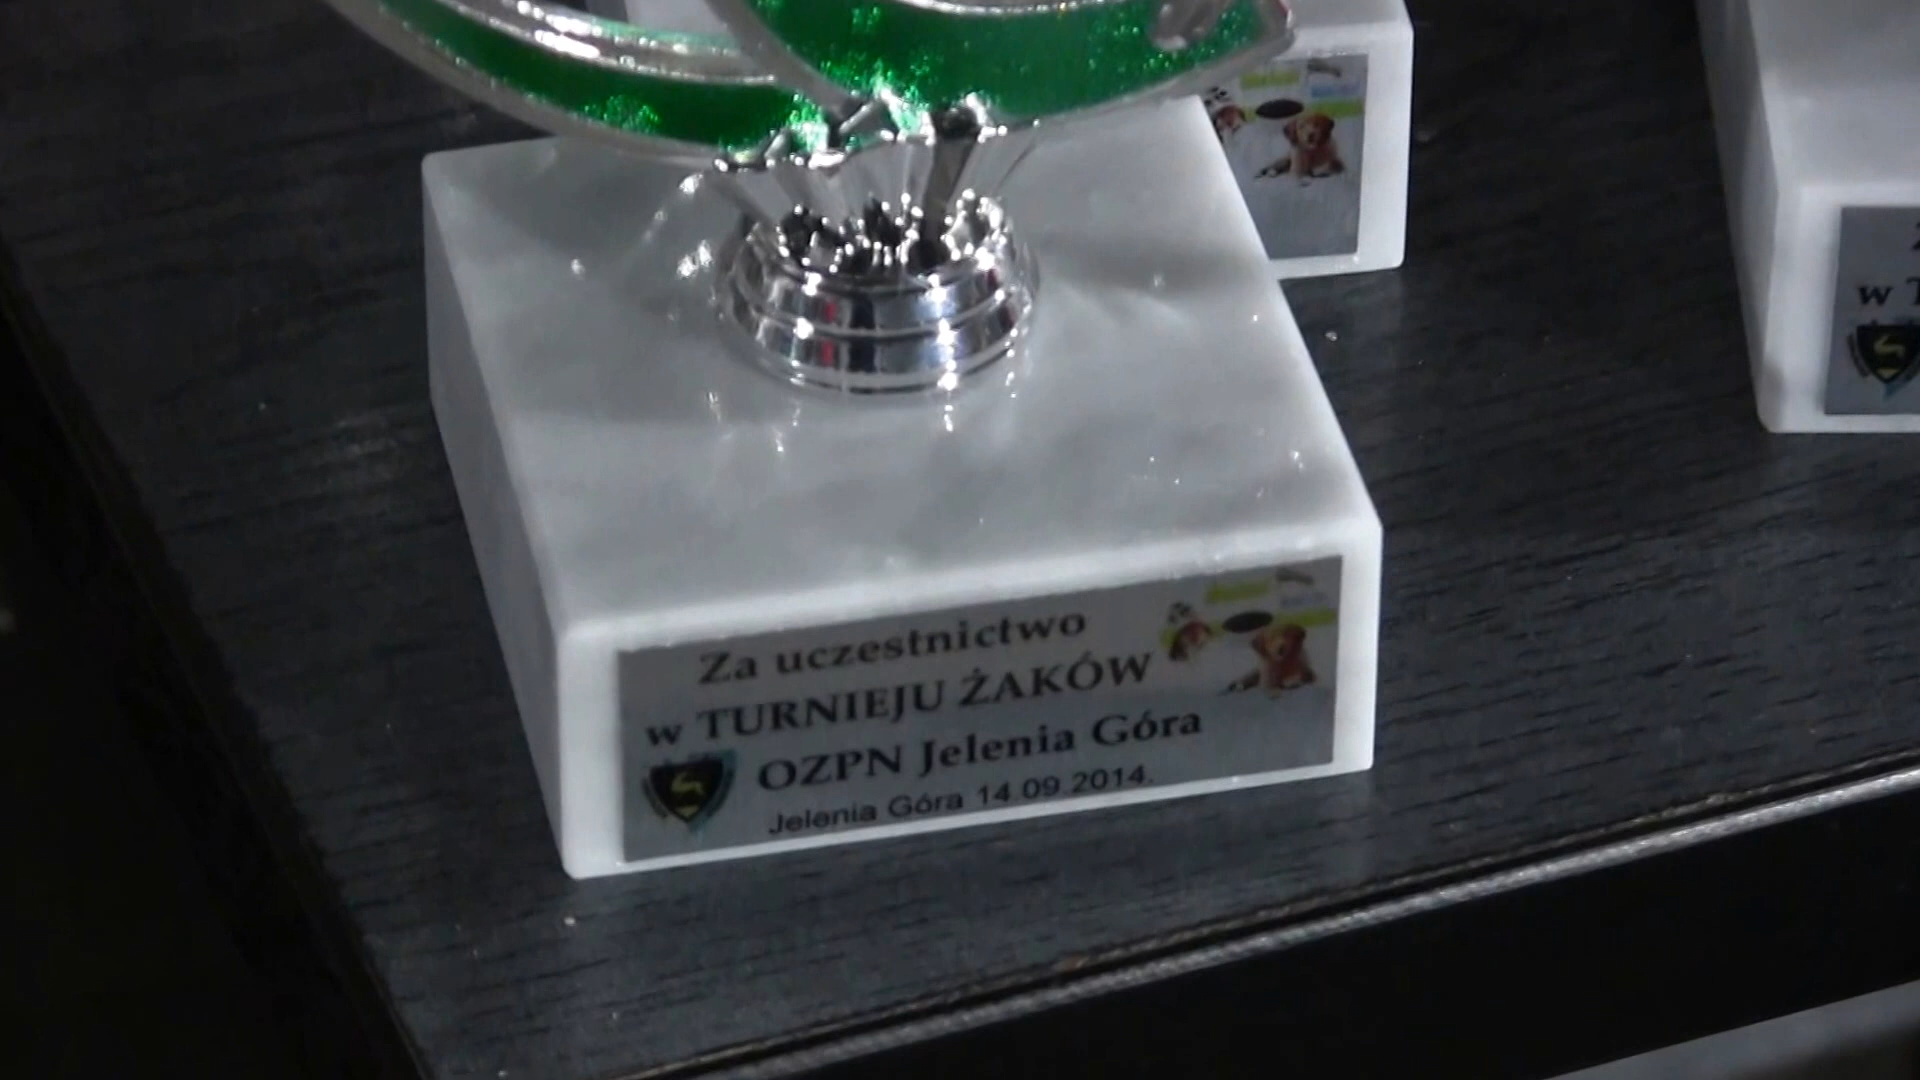 Za uczestnictwo
w TURNIEJU ŻAKÓW
OZPN Jelenia Góra
Jelenia Góra 14.09.2014.
w T